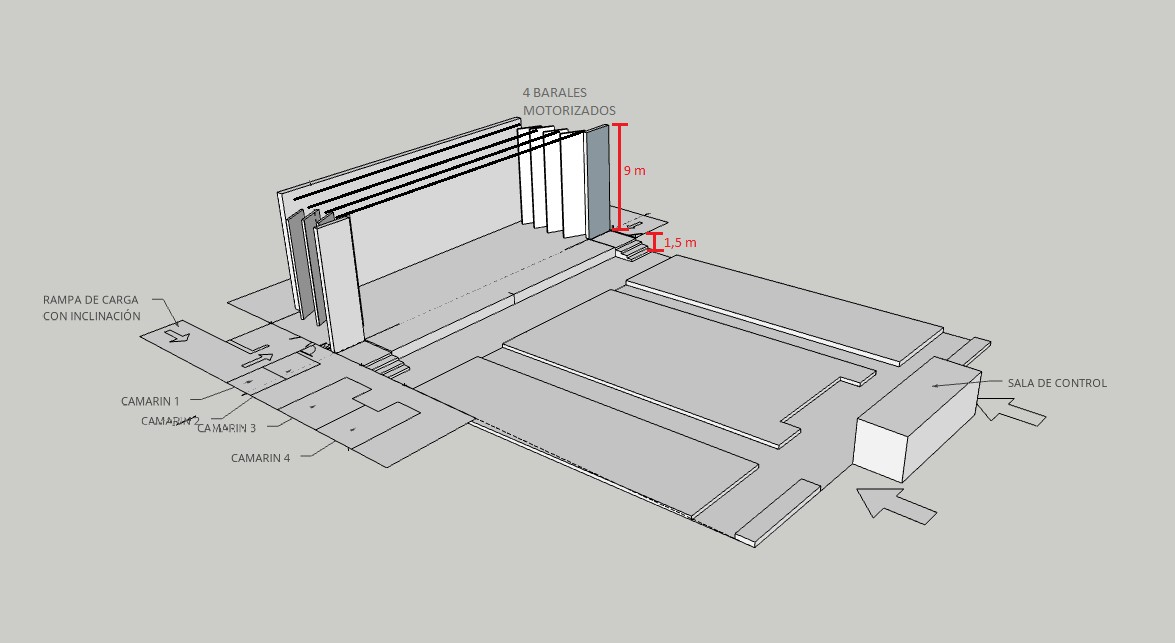 4 BARALES
MOTORIZADOS
9 m
1,5 m
RAMPA DE CARGA
CON INCLINACIÓN
SALA DE CONTROL
CAMARIN 1
CAMARIN 2
CAMARIN 3
CAMARIN 4